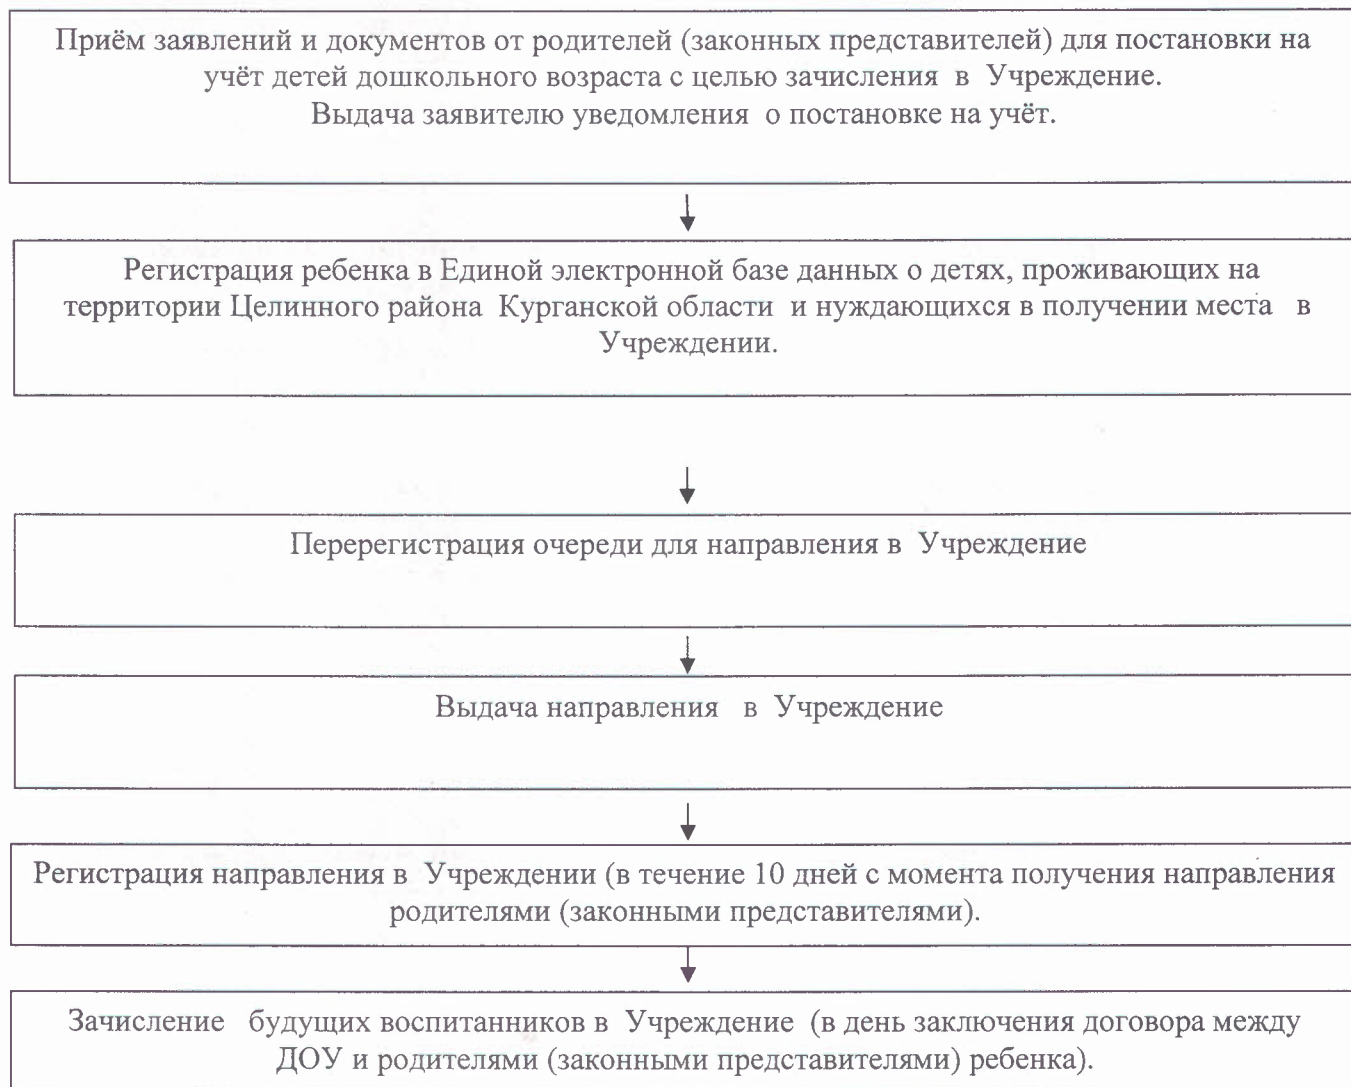 Приём заявлений и документов от родителей (законных представителей) для постановки на
учёт детей дошкольного возраста с целью зачисления в Учреждение.
Выдача заявителю уведомления о постановке на учёт.
Регистрация ребенка в Единой электронной базе данных о детях, проживающих на
территории Целинного района Курганской области и нуждающихся в получении места в
Учреждении.
Перерегистрация очереди для направления в Учреждение
Выдача направления в Учреждение
Регистрация направления в Учреждении (в течение 10 дней с момента получения направления
родителями (законными представителями).
Зачисление будущих воспитанников в Учреждение (в день заключения договора между
ДОУ и родителями (законными представителями) ребенка).